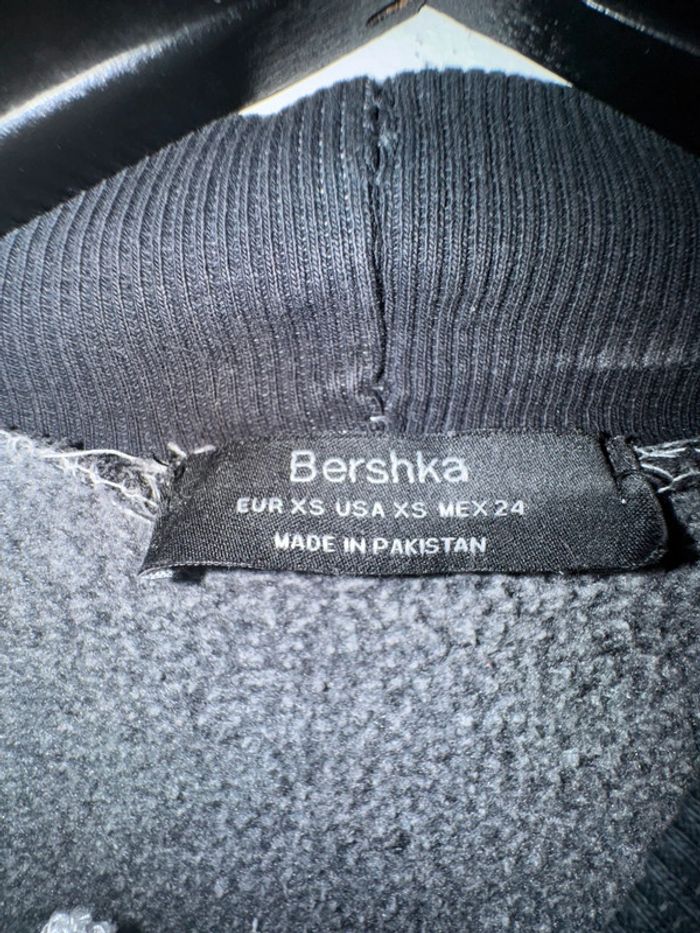 Bershka
EUR XS USA XS MEX 24
MADE IN PAKISTAN